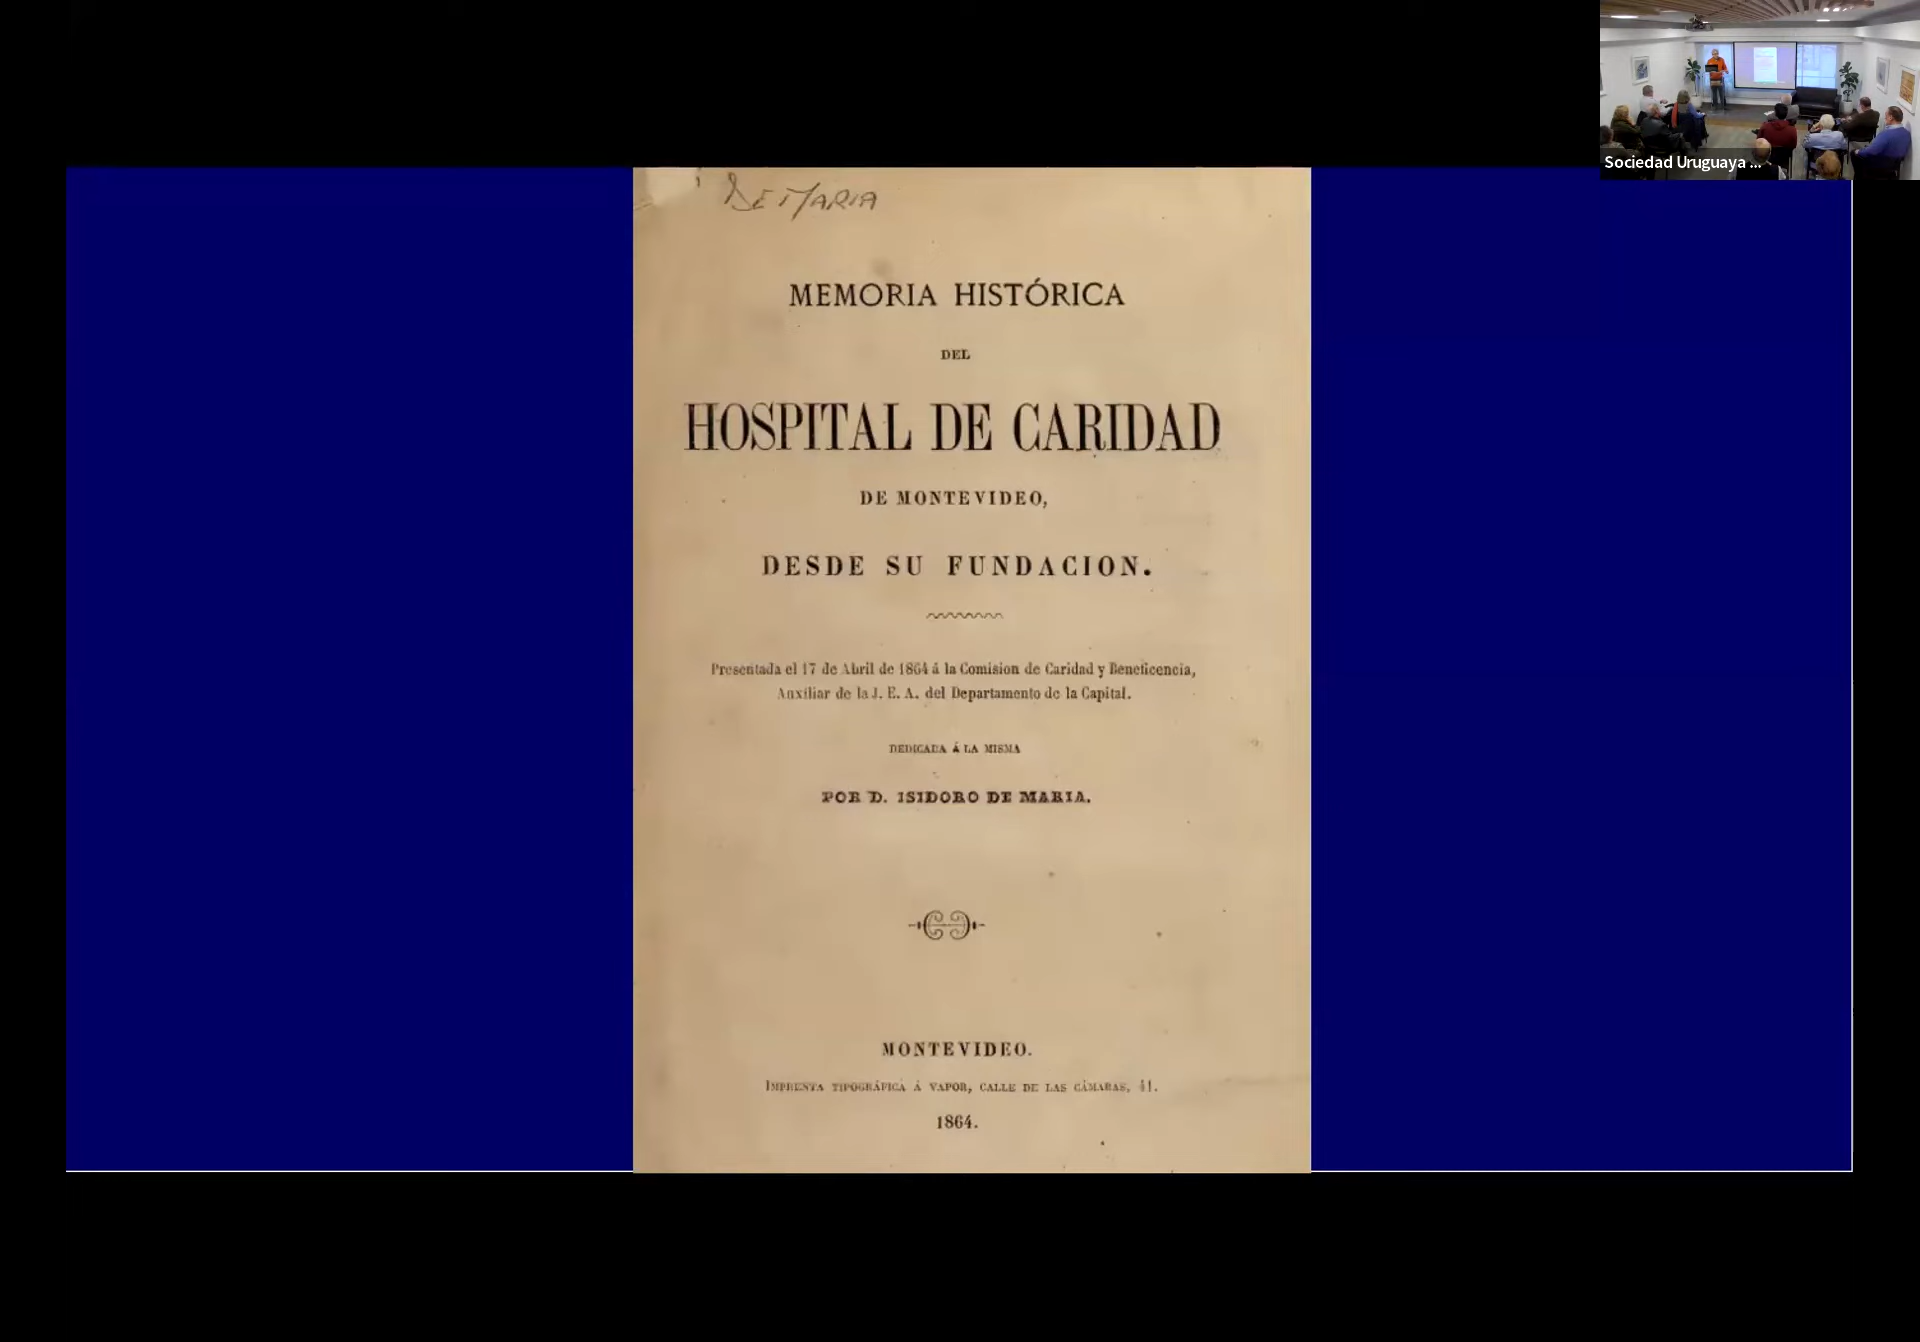 De María
MEMORIA HISTÓRICA
DEL
HOSPITAL DE CARIDAD
DE MONTEVIDEO,
DESDE SU FUNDACION.
Presentada el 17 de Abril de 1864 á la Comision de Caridad y Beneficencia,
Auxiliar de la J. E. A. del Departamento de la Capital.
DEDICADA Á LA MISMA
POR D. ISIDORO DE MARIA.
MONTEVIDEO.
IMPRENTA TIPOGRÁFICA Á VAPOR, CALLE DE LAS CÁMARAS, 41.
1864.
Sociedad Uruguaya ...